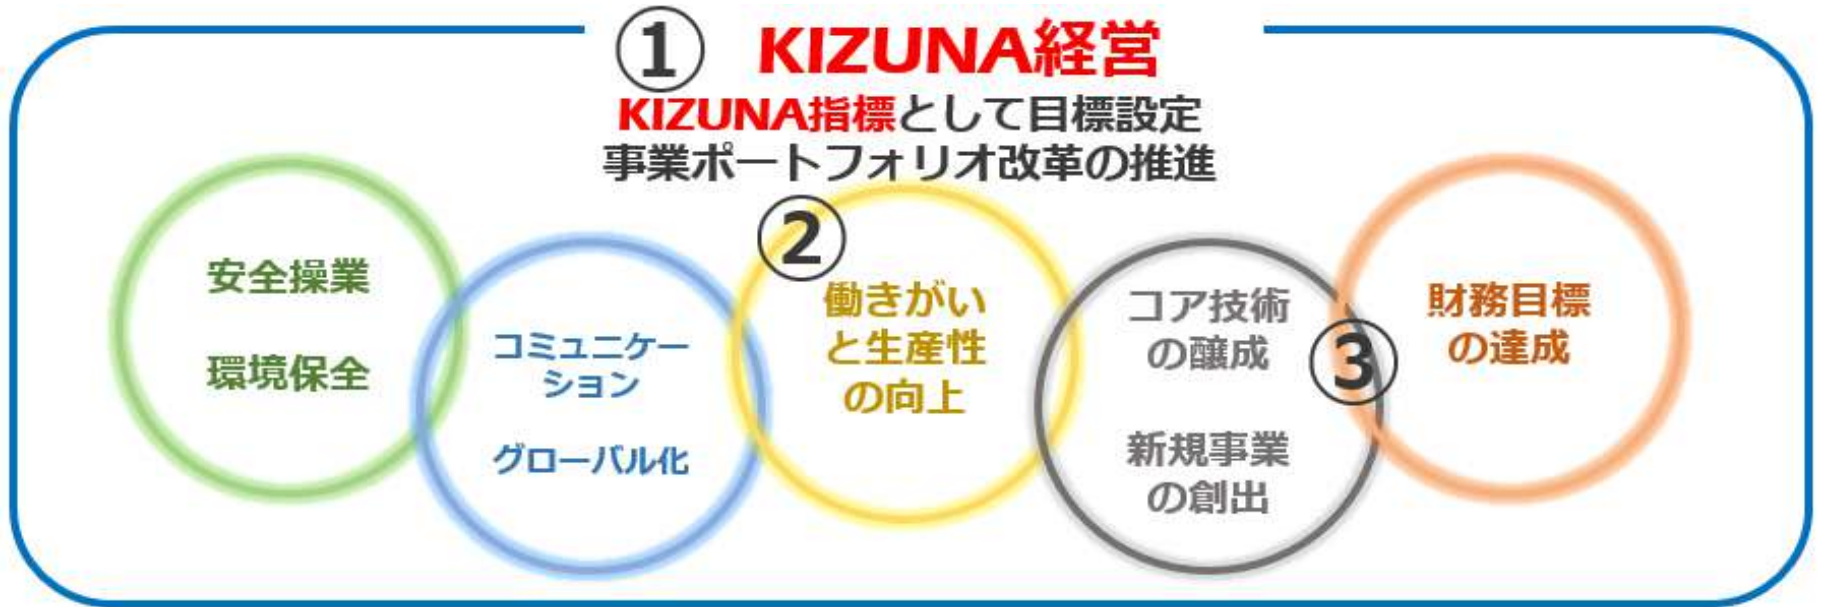 ① KIZUNA経営
KIZUNA指標として目標設定
事業ポートフォリオ改革の推進
安全操業
環境保全
コミュニケー
ション
グローバル化
②
働きがい
と生産性
の向上
コア技術
の醸成
新規事業
の創出
③
財務目標
の達成